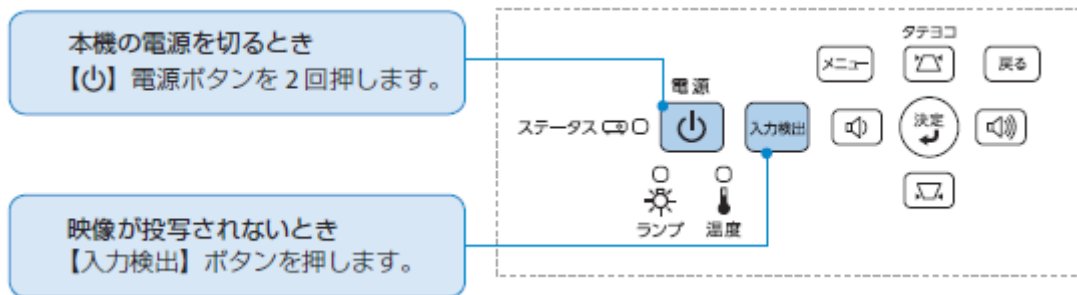 本機の電源を切るとき
【⏻】電源ボタンを2回押します。
映像が投写されないとき
【入力検出】ボタンを押します。
タテヨコ
メニュー
戻る
電源
ステータス
入力検出
決定
ランプ
温度